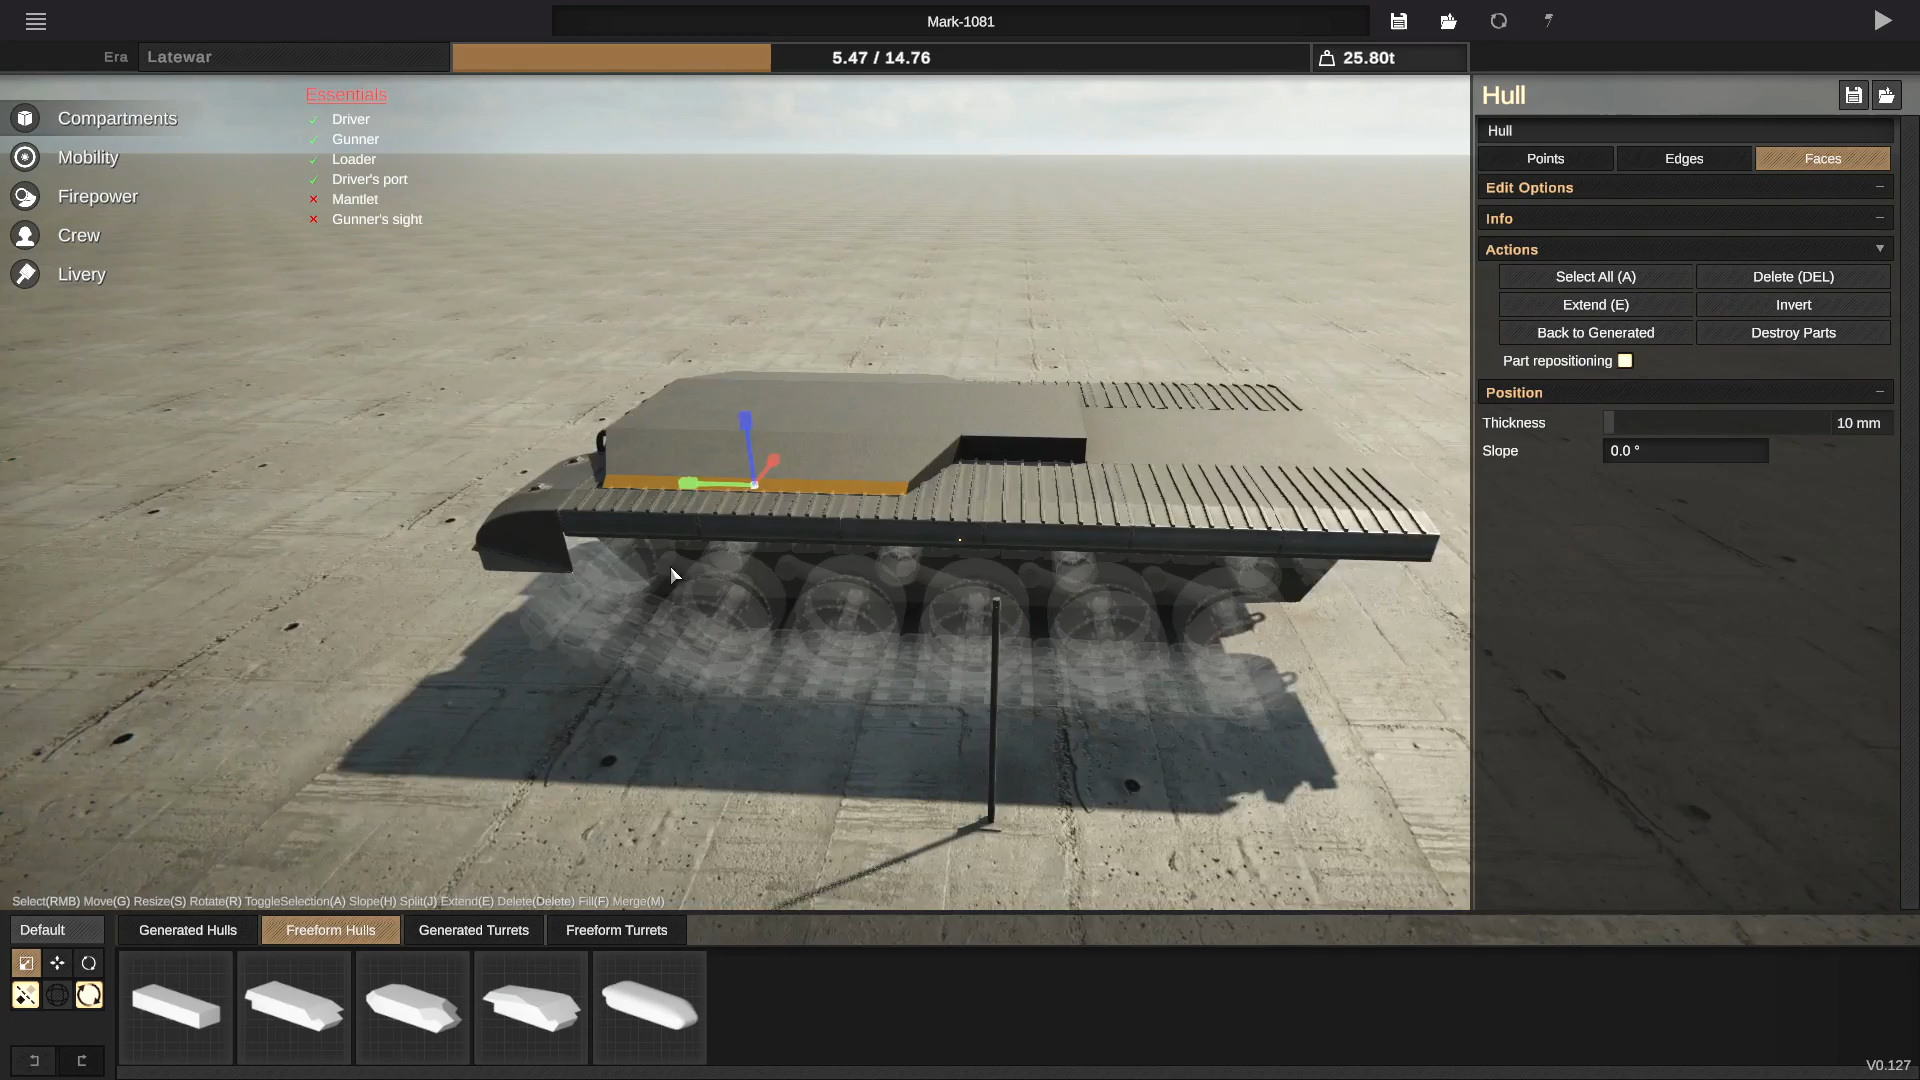 Mark-1081
Era
Latewar
5.47 / 14.76
25.80t
Compartments
Mobility
Firepower
Crew
Livery
Essentials
Driver
Gunner
Loader
Driver's port
Mantlet
Gunner's sight
Hull
Hull
Points
Edges
Faces
Edit Options
Info
Actions
Select All (A)
Delete (DEL)
Extend (E)
Invert
Back to Generated
Destroy Parts
Part repositioning
Position
Thickness
10 mm
Slope
0.0 °
Select(RMB) Move(G) Resize(S) Rotate(R) ToggleSelection(A) Slope(H) Split(J) Extend(E) Delete(Delete) Fill(F) Merge(M)
Default
Generated Hulls
Freeform Hulls
Generated Turrets
Freeform Turrets
V0.127